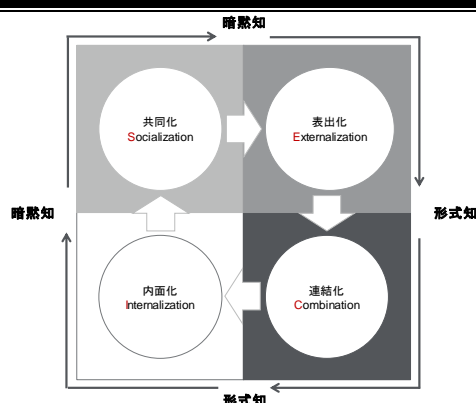 暗黙知
共同化
Socialization
表出化
Externalization
暗黙知
形式知
内面化
Internalization
連結化
Combination
形式知